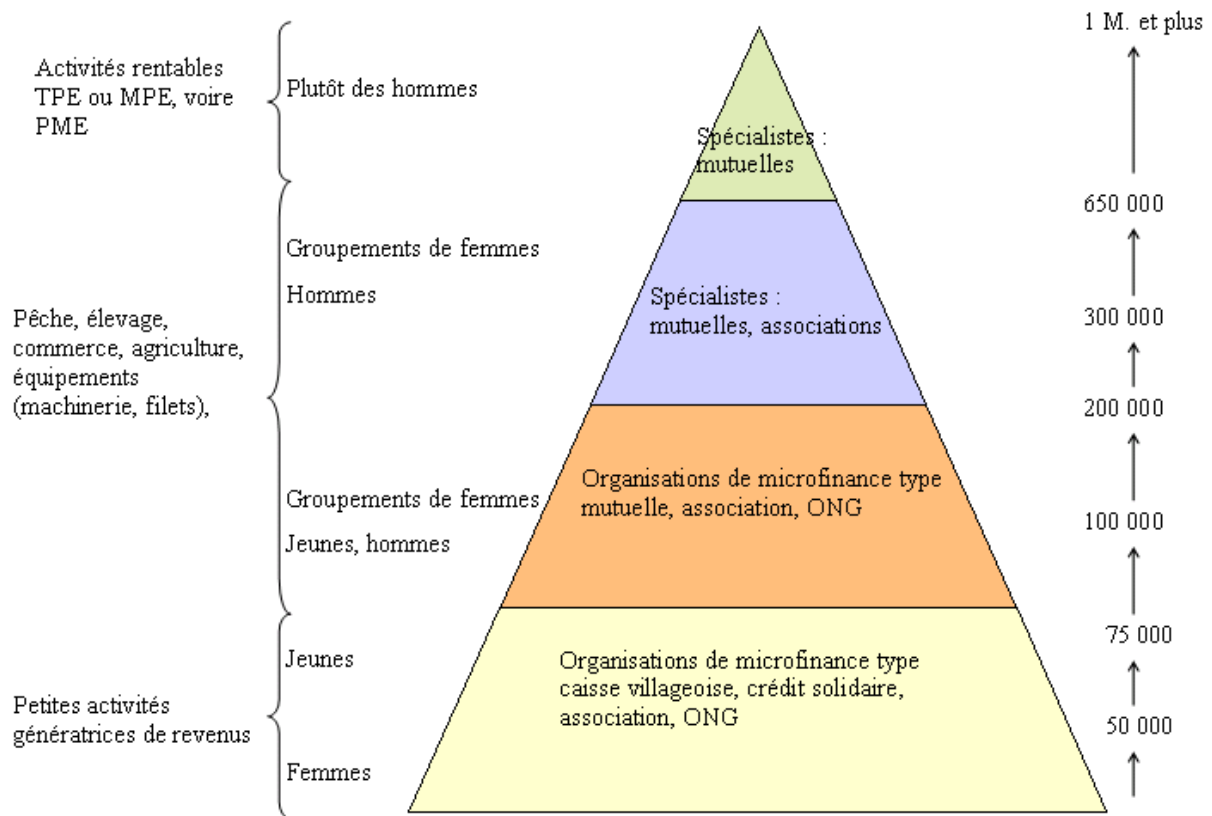 1 M. et plus
Activités rentables
TPE ou MPE, voire
PME
Plutôt des hommes
Spécialistes :
mutuelles
650 000
Groupements de femmes
Hommes
Spécialistes :
mutuelles, associations
300 000
Pêche, élevage,
commerce, agriculture,
équipements
(machinerie, filets),
200 000
Groupements de femmes
Jeunes, hommes
Organisations de microfinance type
mutuelle, association, ONG
100 000
75 000
Jeunes
Organisations de microfinance type
caisse villageoise, crédit solidaire,
association, ONG
Petites activités
génératrices de revenus
50 000
Femmes